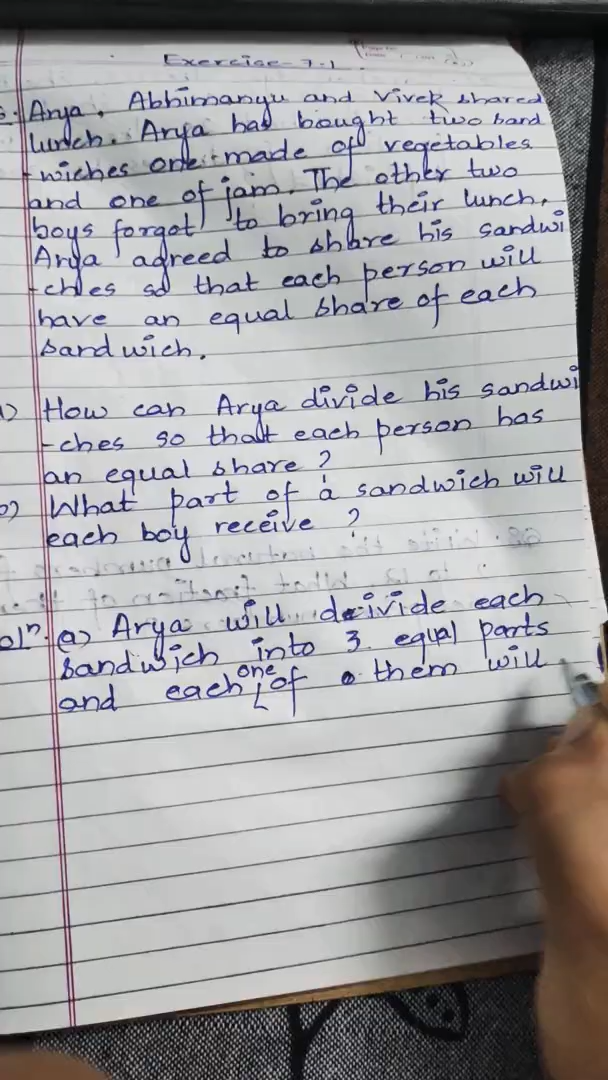 Exercise-7.1
Arya, Abhimanyu and Vivek shared
lunch. Arya has bought two sand
-wiches one made of vegetables
and one of jam. The other two
boys forgot to bring their lunch.
Arya agreed to share his sandwi
-ches so that each person will
have an equal share of each
sandwich.
How can Arya divide his sandwi
-ches so that each person has
an equal share ?
b) What part of a sandwich will
each boy receive ?
oln. (a) Arya will divide each
sandwich into 3 equal parts
and each one of them will